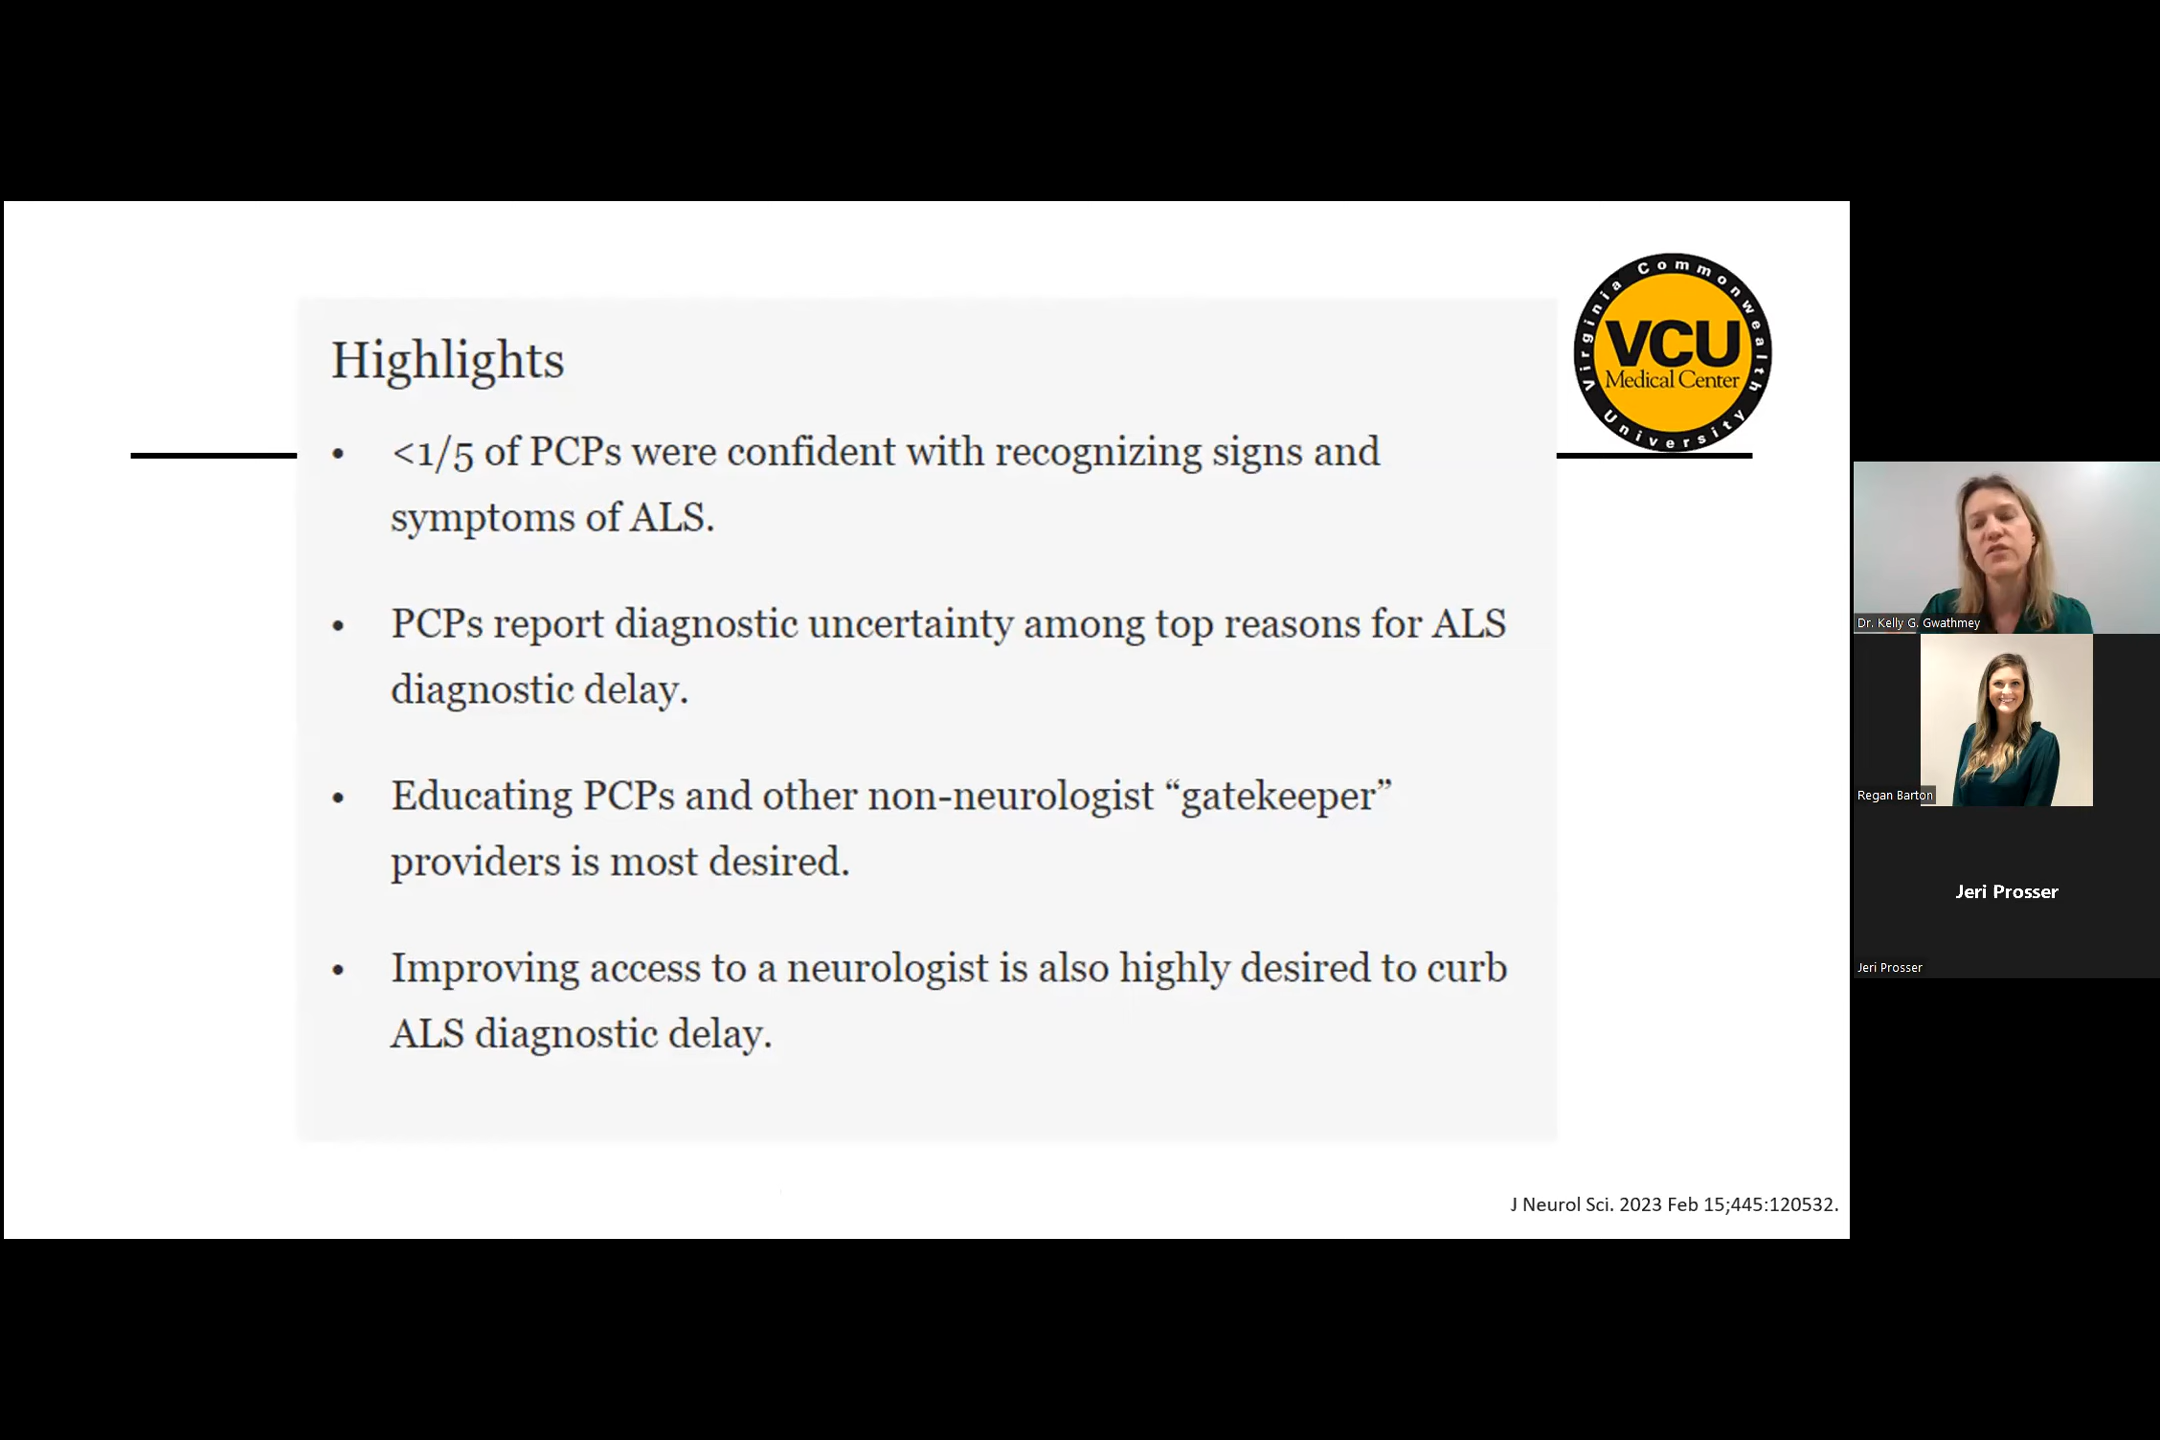 Highlights
• <1/5 of PCPs were confident with recognizing signs and
symptoms of ALS.
• PCPs report diagnostic uncertainty among top reasons for ALS
diagnostic delay.
• Educating PCPs and other non-neurologist “gatekeeper”
providers is most desired.
• Improving access to a neurologist is also highly desired to curb
ALS diagnostic delay.
J Neurol Sci. 2023 Feb 15;445:120532.
Virginia Commonwealth
VCU
Medical Center
University
Dr. Kelly G. Gwathmey
Regan Barton
Jeri Prosser
Jeri Prosser